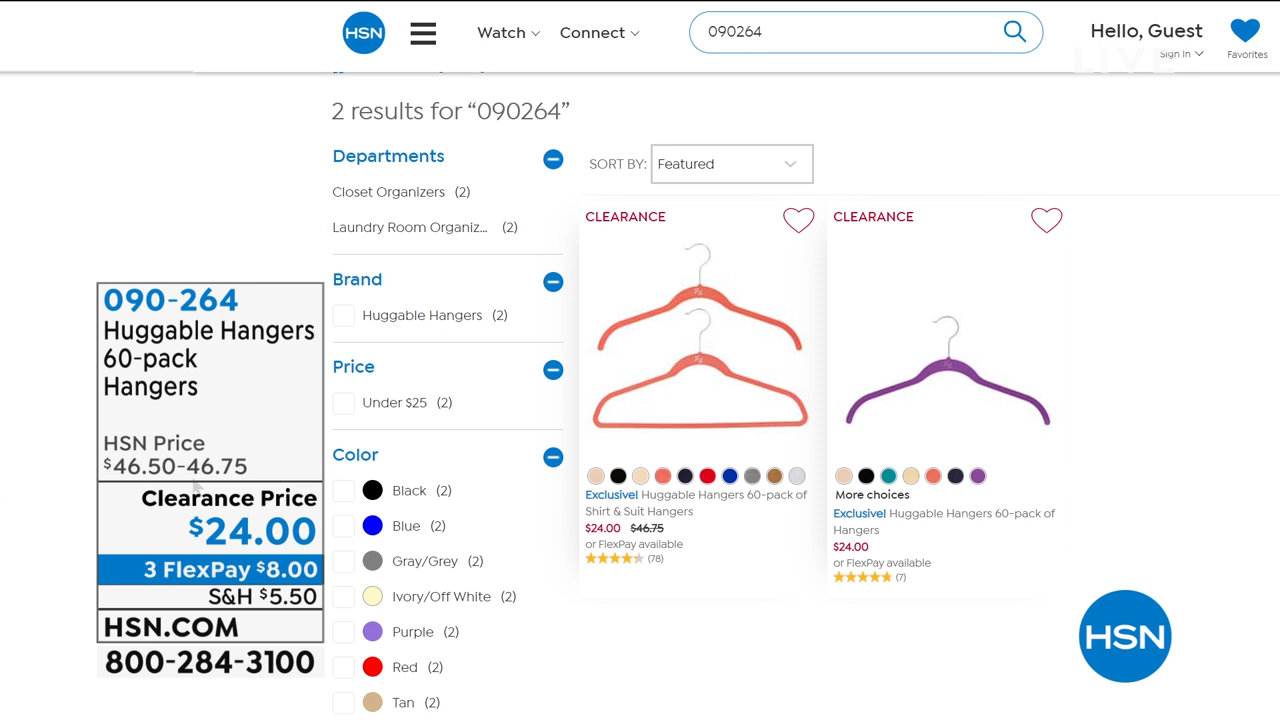 HSN
Watch
Connect
090264
Hello, Guest
Sign In
Favorites
LIVE
2 results for “090264”
Departments
Closet Organizers (2)
Laundry Room Organiz... (2)
Brand
Huggable Hangers (2)
Price
Under $25 (2)
Color
Black (2)
Blue (2)
Gray/Grey (2)
Ivory/Off White (2)
Purple (2)
Red (2)
Tan (2)
SORT BY: Featured
CLEARANCE
Exclusive! Huggable Hangers 60-pack of
Shirt & Suit Hangers
$24.00 $46.75
or FlexPay available
(78)
CLEARANCE
More choices
Exclusive! Huggable Hangers 60-pack of
Hangers
$24.00
or FlexPay available
(7)
090-264
Huggable Hangers
60-pack
Hangers
HSN Price
$46.50-46.75
Clearance Price
$24.00
3 FlexPay $8.00
S&H $5.50
HSN.COM
800-284-3100
HSN